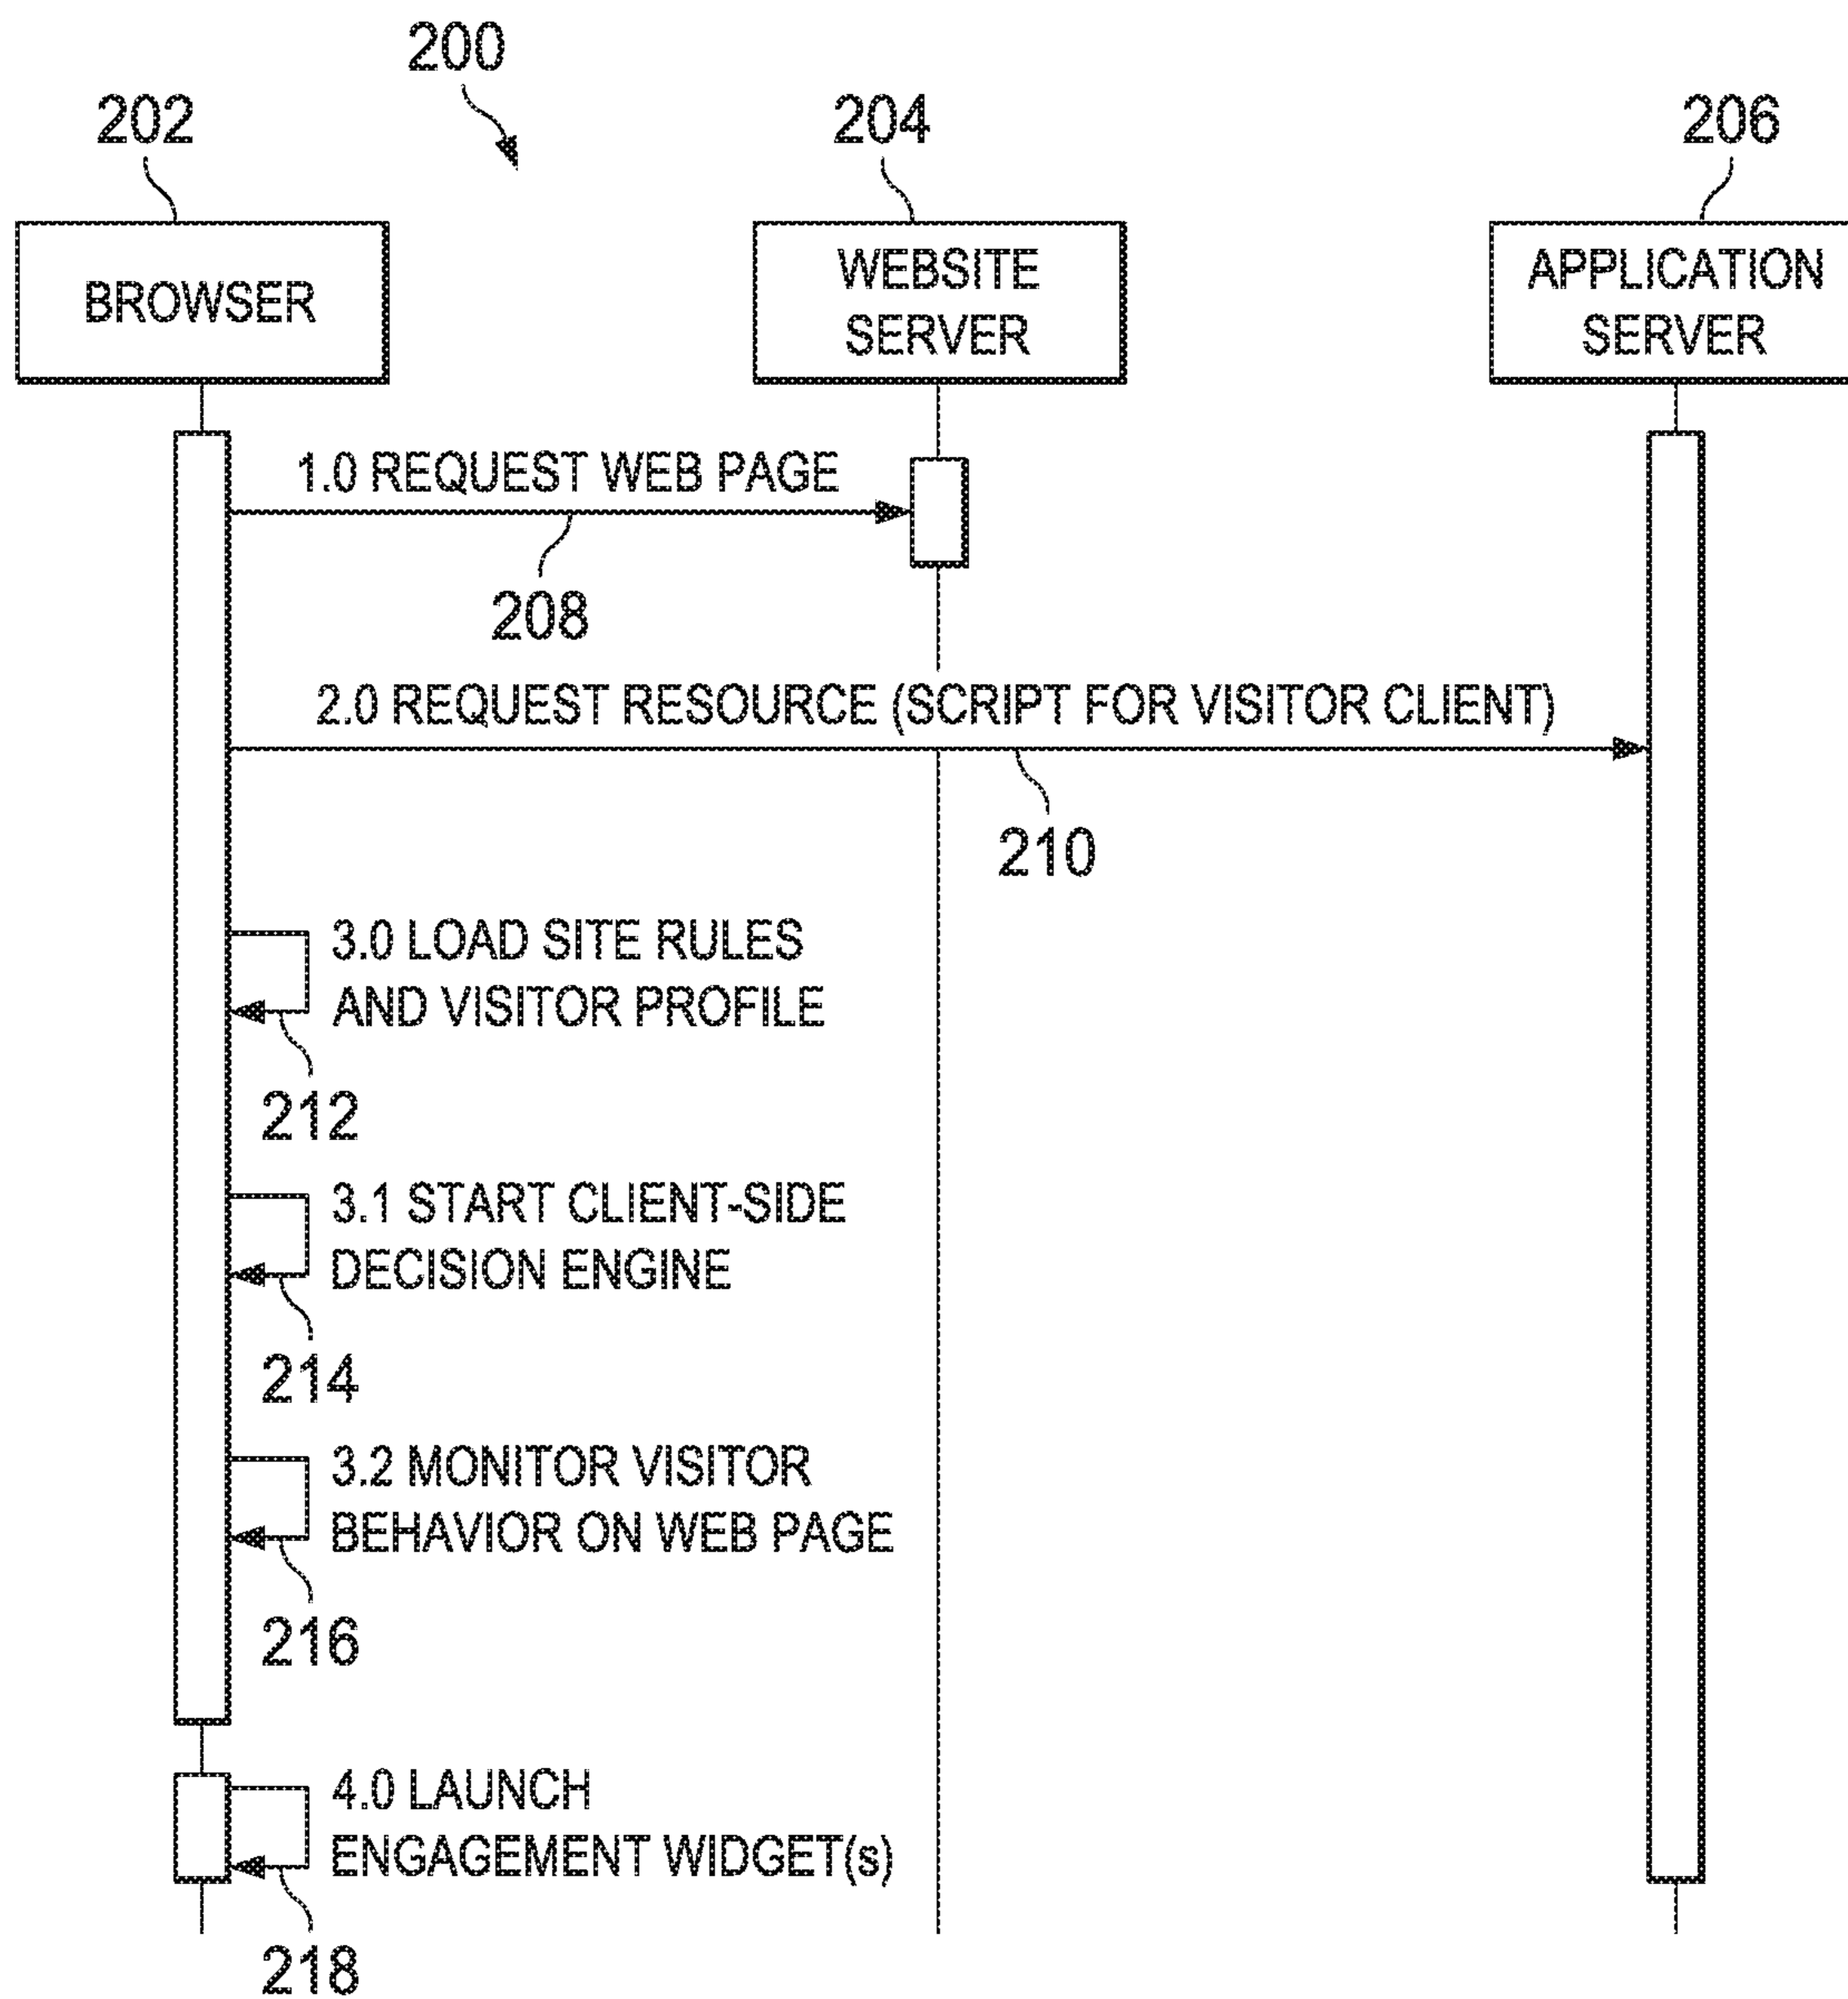 200
202
204
206
BROWSER
WEBSITE
SERVER
APPLICATION
SERVER
1.0 REQUEST WEB PAGE
208
2.0 REQUEST RESOURCE (SCRIPT FOR VISITOR CLIENT)
210
3.0 LOAD SITE RULES
AND VISITOR PROFILE
212
3.1 START CLIENT-SIDE
DECISION ENGINE
214
3.2 MONITOR VISITOR
BEHAVIOR ON WEB PAGE
216
4.0 LAUNCH
ENGAGEMENT WIDGET(s)
218